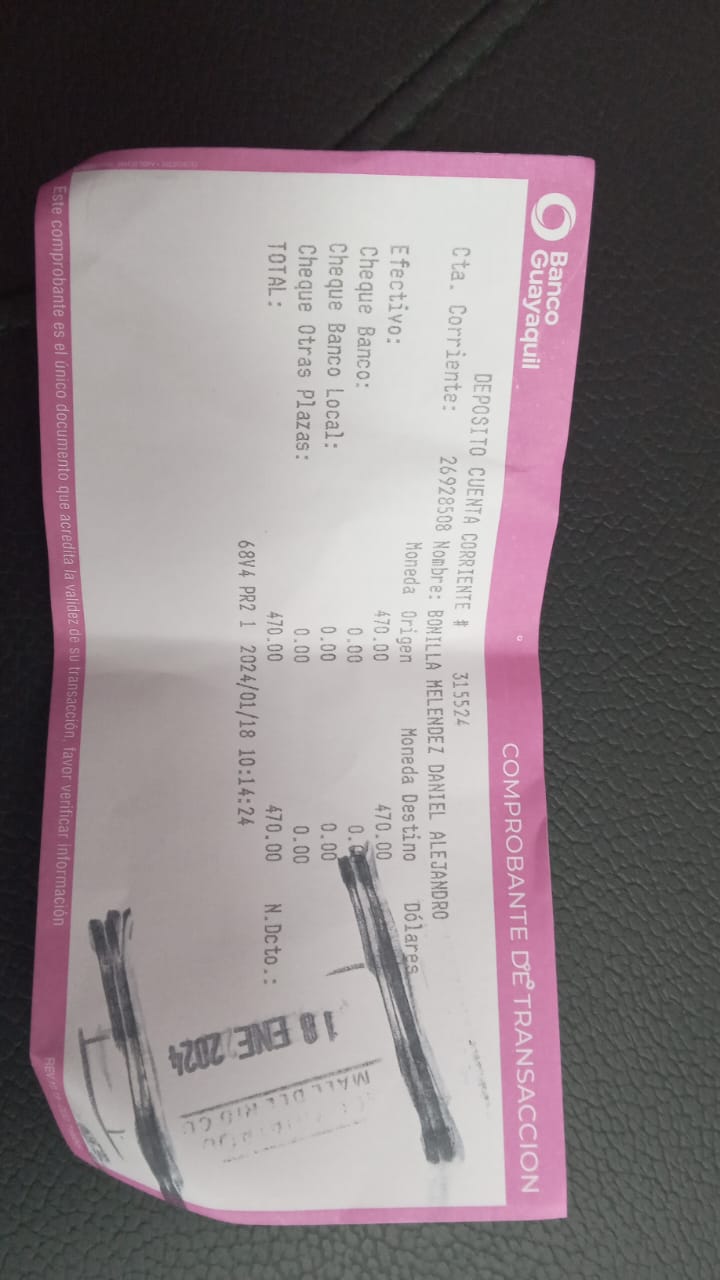 Banco
Guayaquil
COMPROBANTE DE TRANSACCION
DEPOSITO CUENTA CORRIENTE # 315524
Cta. Corriente: 26928508 Nombre: BONILLA MELENDEZ DANIEL ALEJANDRO
Moneda Origen Moneda Destino Dólares
Efectivo: 470.00 470.00
Cheque Banco: 0.00
Cheque Banco Local: 0.00 0.00
Cheque Otras Plazas: 0.00 0.00
TOTAL: 470.00 470.00 N.Dcto.:
68V4 PR2 1 2024/01/18 10:14:24
18 ENE 2024
MALL DEL RIO
Este comprobante es el único documento que acredita la validez de su transacción, favor verificar información